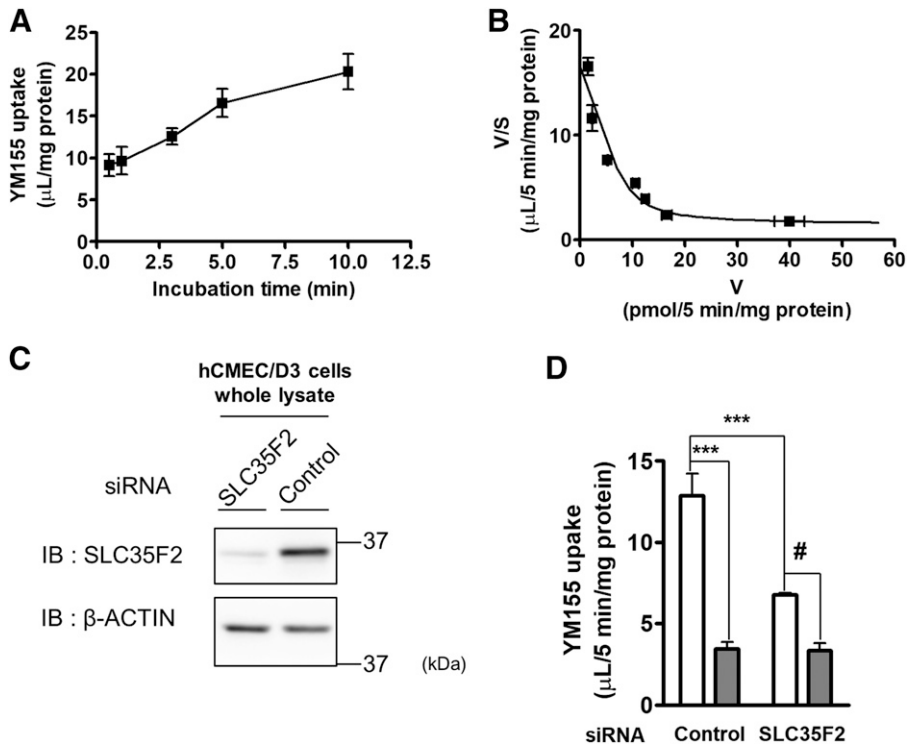 A
YM155 uptake
(μL/mg protein)
25
20
15
10
5
0
0.0 2.5 5.0 7.5 10.0 12.5
Incubation time (min)
B
V/S
(μL/5 min/mg protein)
20
10
0
0 10 20 30 40 50 60
V
(pmol/5 min/mg protein)
C
hCMEC/D3 cells
whole lysate
siRNA
SLC35F2
Control
IB : SLC35F2
37
IB : β-ACTIN
37
(kDa)
D
YM155 upake
(μL/5 min/mg protein)
15
10
5
0
***
***
#
siRNA Control SLC35F2